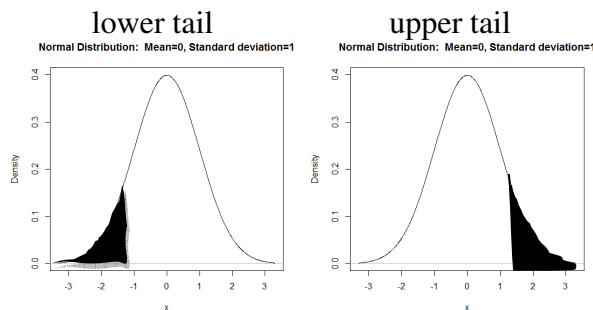 lower tail
upper tail
Normal Distribution:  Mean=0, Standard deviation=1
Normal Distribution:  Mean=0, Standard deviation=1
Density
0.4
0.3
0.2
0.1
0.0
-3 -2 -1 0 1 2 3
x
Density
0.4
0.3
0.2
0.1
0.0
-3 -2 -1 0 1 2 3
x